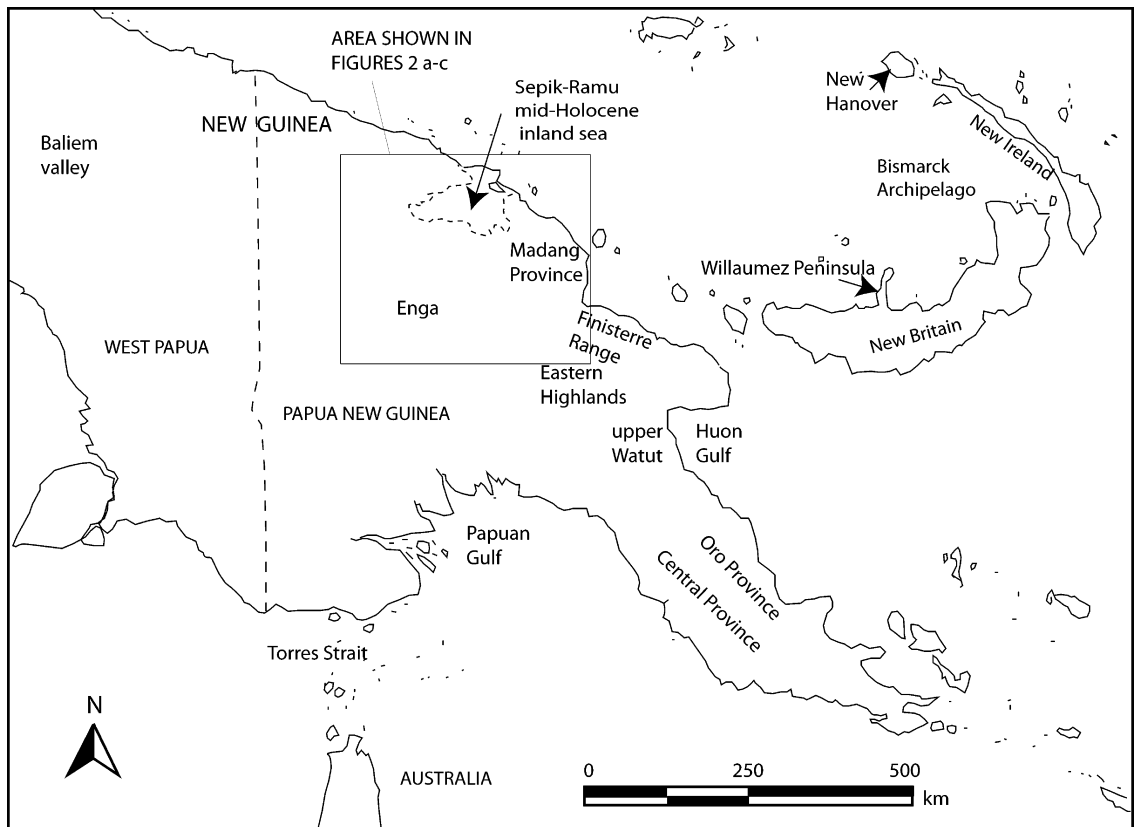 AREA SHOWN IN
FIGURES 2 a-c
Sepik-Ramu
mid-Holocene
inland sea
New
Hanover
NEW GUINEA
New Ireland
Baliem
valley
Bismarck
Archipelago
Madang
Province
Willaumez Peninsula
Enga
Finisterre
Range
New Britain
WEST PAPUA
Eastern
Highlands
PAPUA NEW GUINEA
upper
Watut
Huon
Gulf
Papuan
Gulf
Oro Province
Central Province
Torres Strait
N
AUSTRALIA
0 250 500
km